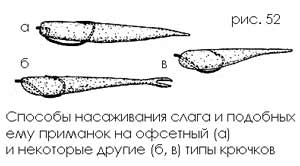 рис. 52
а
б
в
Способы насаживания слага и подобных
ему приманок на офсетный (а)
и некоторые другие (б, в) типы крючков